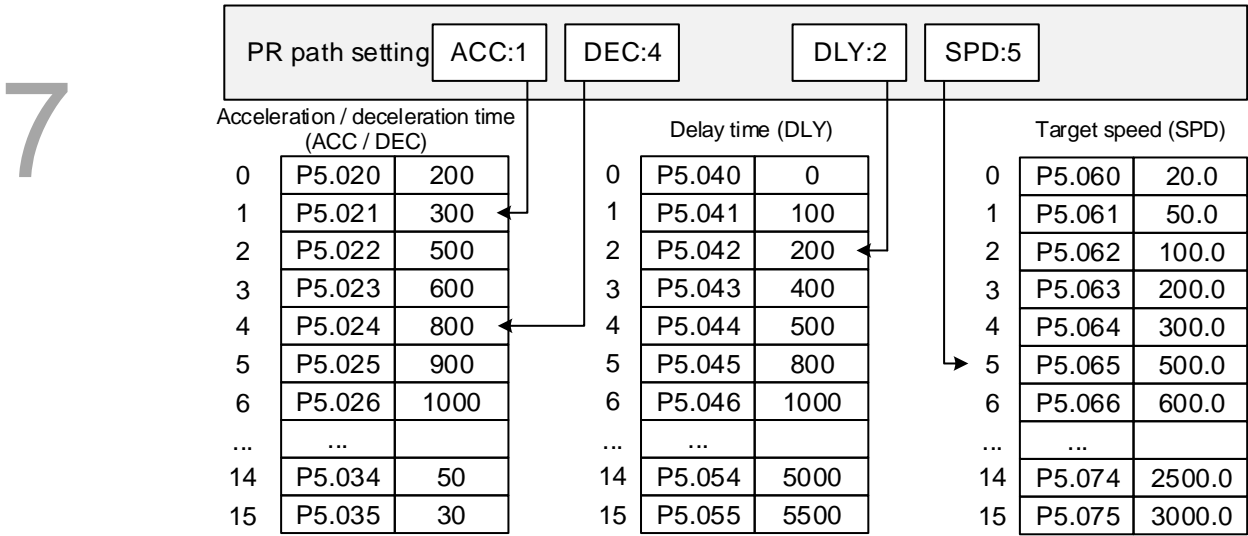 7
PR path setting ACC:1 DEC:4 DLY:2 SPD:5
Acceleration / deceleration time
(ACC / DEC)
Delay time (DLY)
Target speed (SPD)
0 P5.020 200 0 P5.040 0 0 P5.060 20.0
1 P5.021 300 1 P5.041 100 1 P5.061 50.0
2 P5.022 500 2 P5.042 200 2 P5.062 100.0
3 P5.023 600 3 P5.043 400 3 P5.063 200.0
4 P5.024 800 4 P5.044 500 4 P5.064 300.0
5 P5.025 900 5 P5.045 800 5 P5.065 500.0
6 P5.026 1000 6 P5.046 1000 6 P5.066 600.0
... ... ... ... ... ...
14 P5.034 50 14 P5.054 5000 14 P5.074 2500.0
15 P5.035 30 15 P5.055 5500 15 P5.075 3000.0